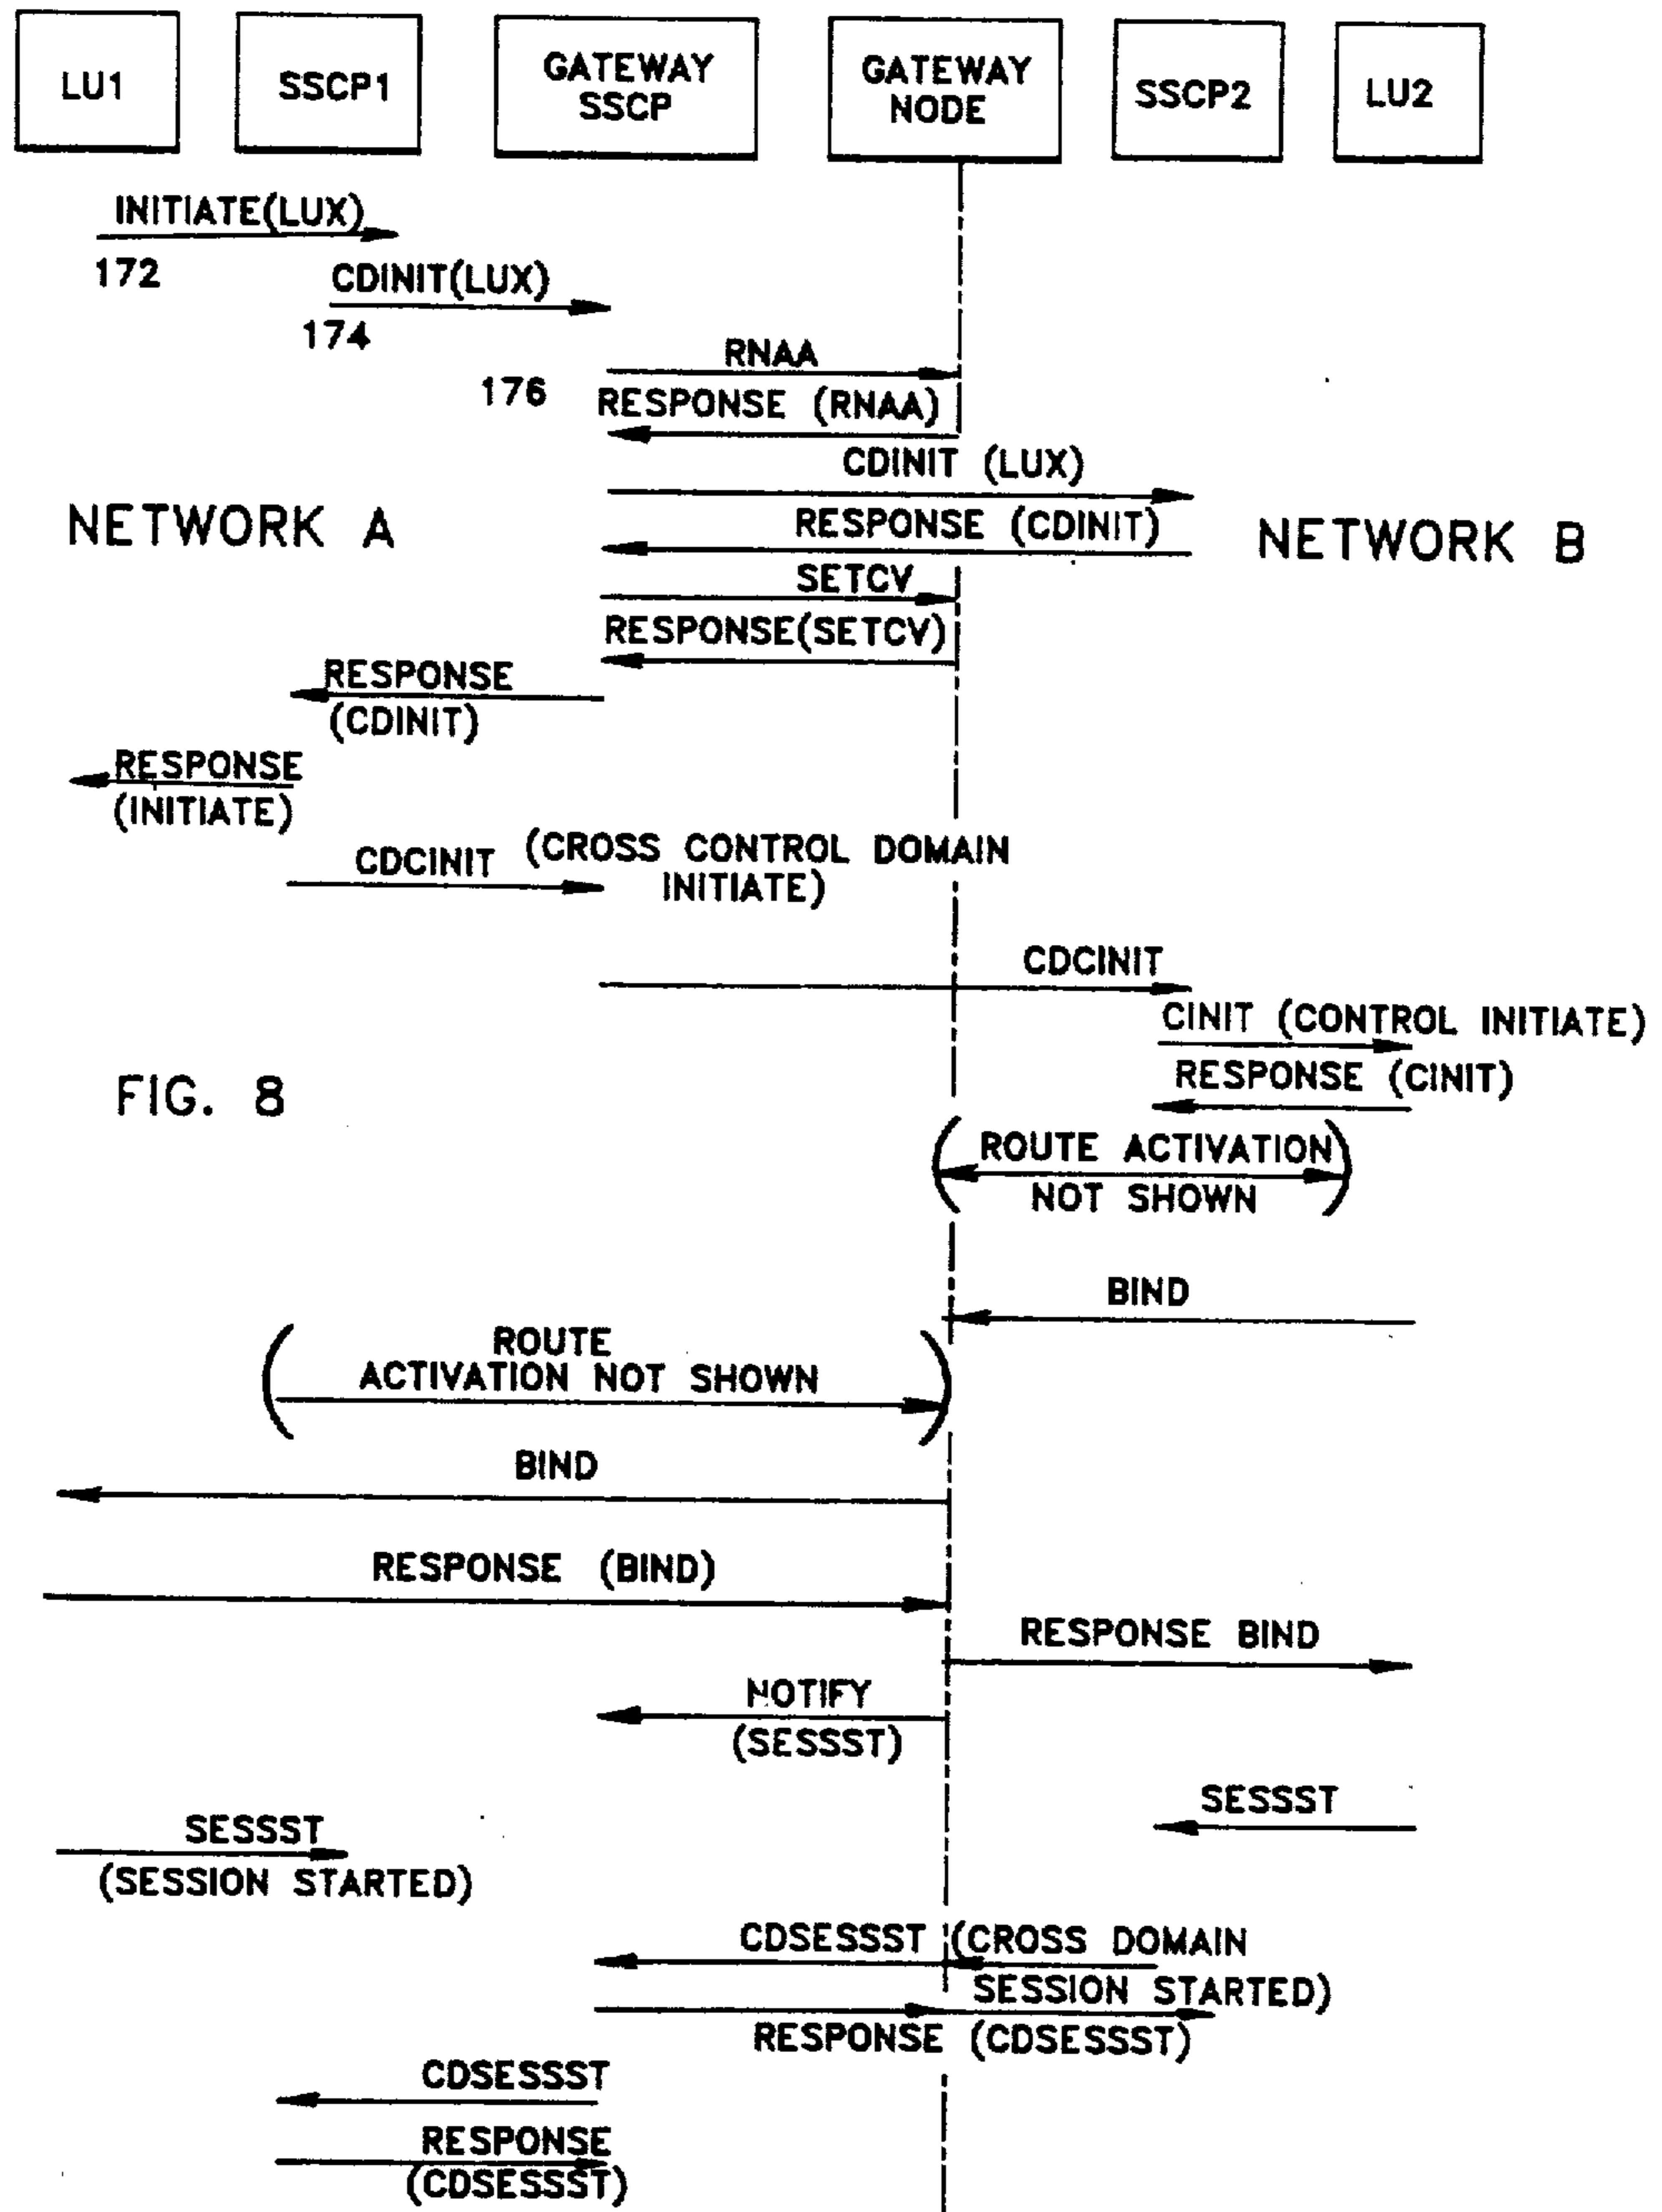 LU1
SSCP1
GATEWAY
SSCP
GATEWAY
NODE
SSCP2
LU2
INITIATE(LUX)
172
CDINIT(LUX)
174
RNAA
176
RESPONSE (RNAA)
CDINIT (LUX)
NETWORK A
RESPONSE (CDINIT)
NETWORK B
SETCV
RESPONSE(SETCV)
RESPONSE
(CDINIT)
RESPONSE
(INITIATE)
CDCINIT (CROSS CONTROL DOMAIN
INITIATE)
CDCINIT
CINIT (CONTROL INITIATE)
RESPONSE (CINIT)
FIG. 8
(ROUTE ACTIVATION
NOT SHOWN)
BIND
(ROUTE
ACTIVATION NOT SHOWN)
BIND
RESPONSE (BIND)
RESPONSE BIND
NOTIFY
(SESSST)
SESSST
SESSST
(SESSION STARTED)
CDSESSST (CROSS DOMAIN
SESSION STARTED)
RESPONSE (CDSESSST)
CDSESSST
RESPONSE
(CDSESSST)